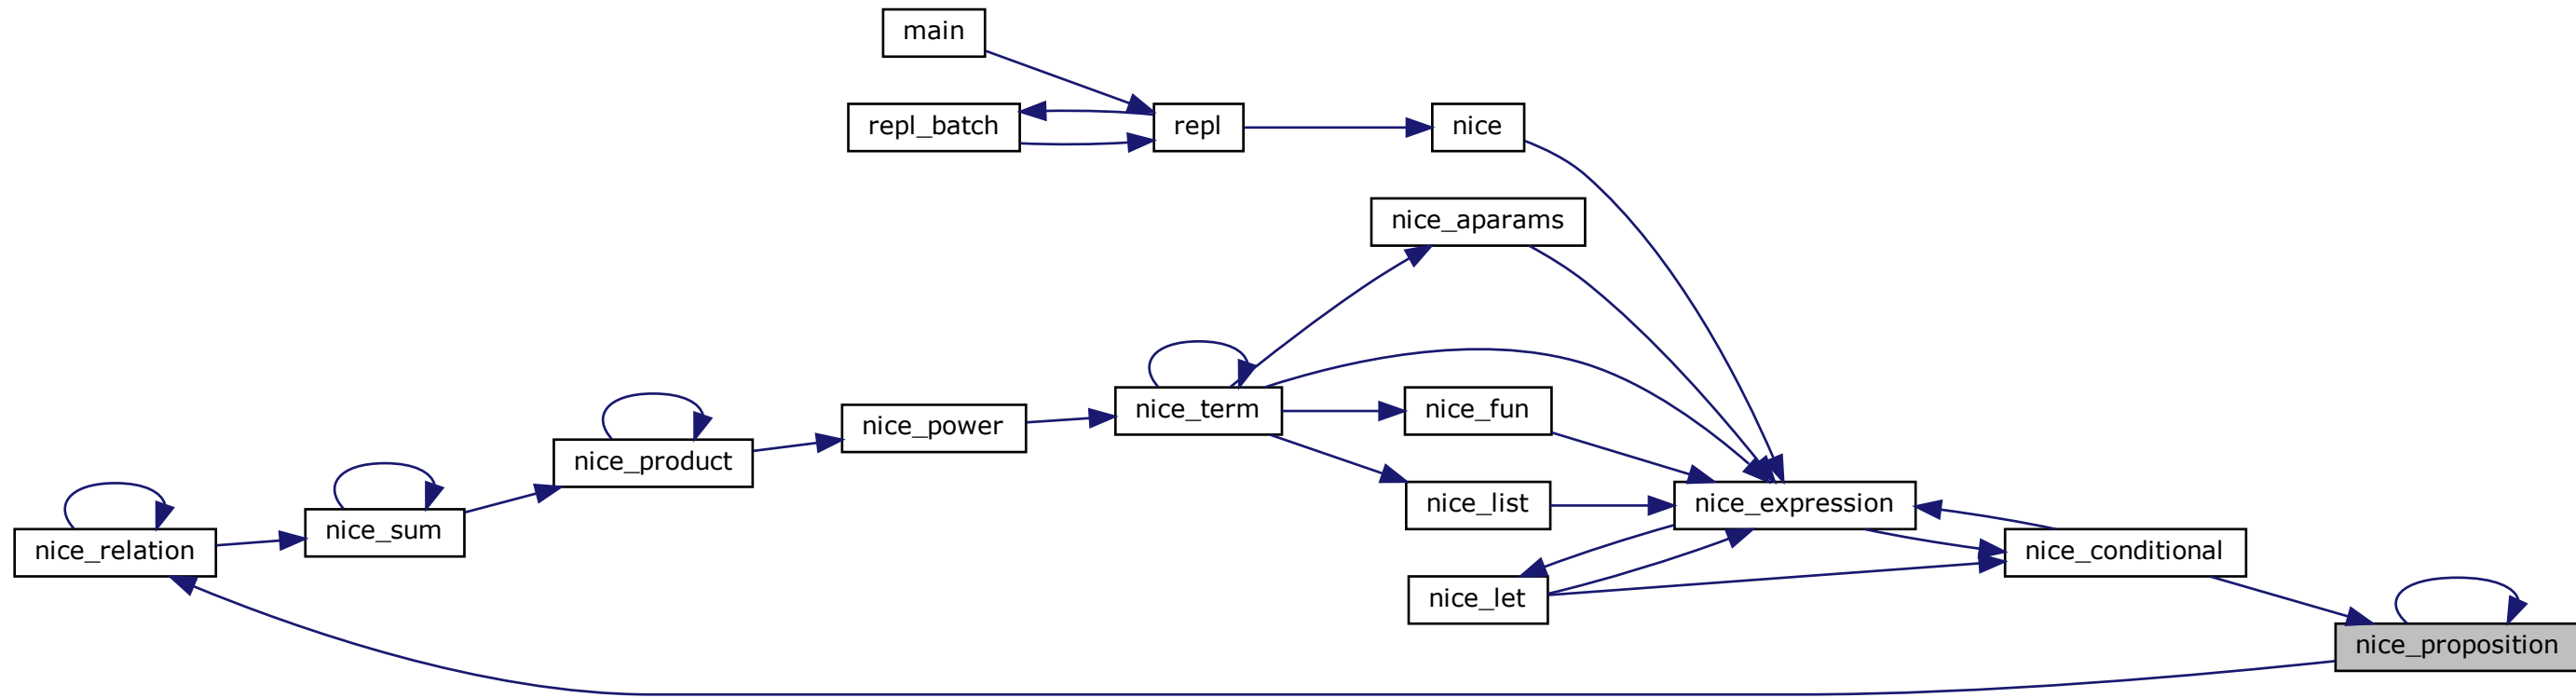 main
repl_batch
repl
nice
nice_aparams
nice_term
nice_fun
nice_power
nice_product
nice_list
nice_expression
nice_sum
nice_relation
nice_conditional
nice_let
nice_proposition